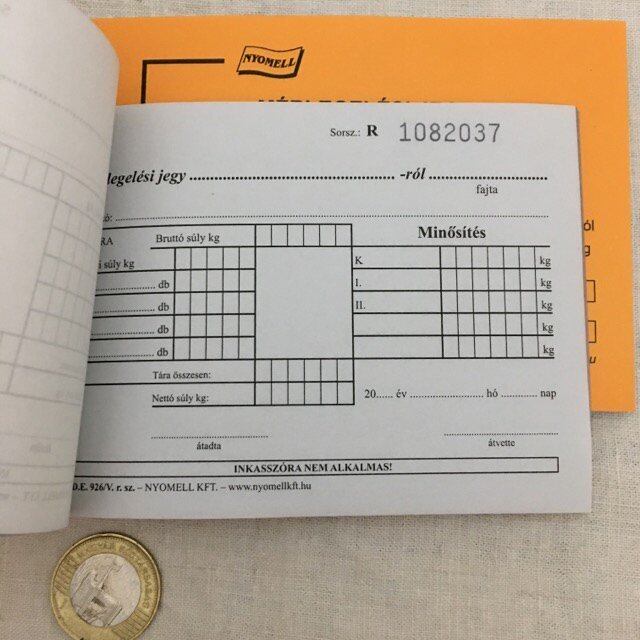 NYOMELL
Sorsz.: R 1082037
legelési jegy ........................................................ -ról ................................
fajta
Bruttó súly kg
Minősítés
súly kg
K. kg
db I. kg
db II. kg
db kg
db kg
Tára összesen:
Nettó súly kg:
20...... év ............... hó ............ nap
átadta
átvette
INKASSZÓRA NEM ALKALMAS!
D.E. 926/V. r. sz. – NYOMELL KFT. – www.nyomellkft.hu